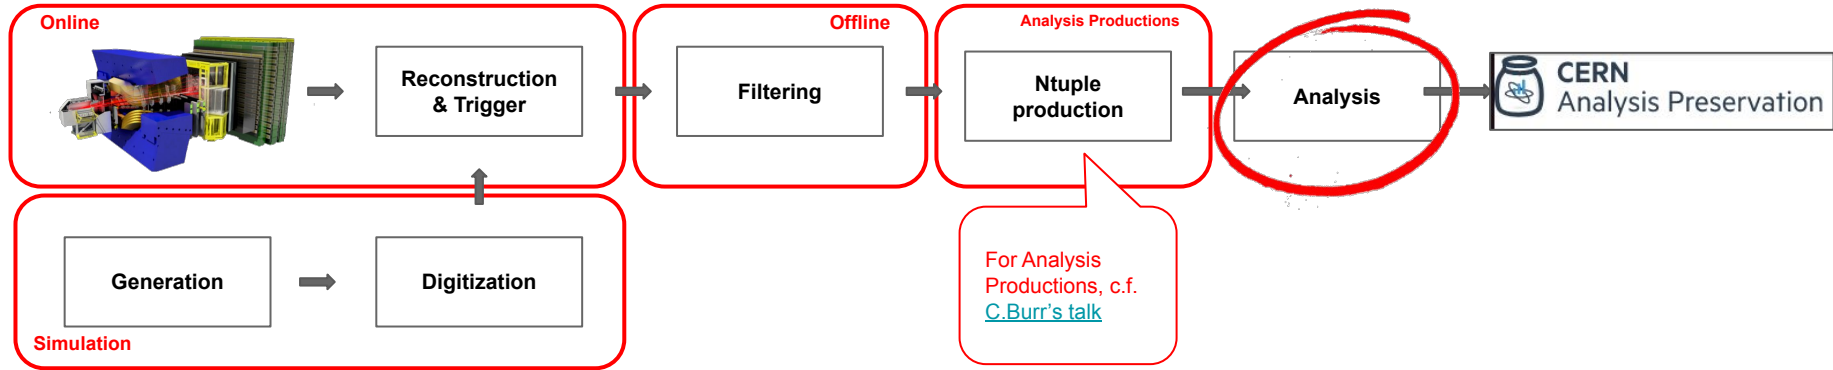 Online
Offline
Analysis Productions
Reconstruction
& Trigger
Filtering
Ntuple
production
Analysis
CERN
Analysis Preservation
Generation
Digitization
Simulation
For Analysis
Productions, c.f.
C.Burr's talk